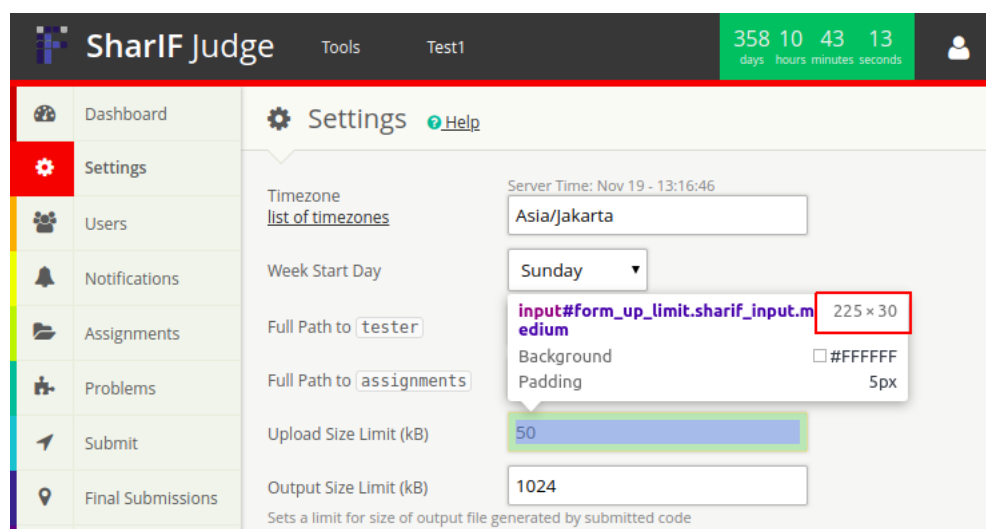 SharIF Judge Tools Test1
358 10 43 13
days hours minutes seconds
Dashboard
Settings
Users
Notifications
Assignments
Problems
Submit
Final Submissions
Settings Help
Server Time: Nov 19 - 13:16:46
Timezone
list of timezones
Asia/Jakarta
Week Start Day Sunday
input#form_up_limit.sharif_input.m 225 × 30
edium
Background #FFFFFF
Padding 5px
Full Path to tester
Full Path to assignments
Upload Size Limit (kB) 50
Output Size Limit (kB) 1024
Sets a limit for size of output file generated by submitted code